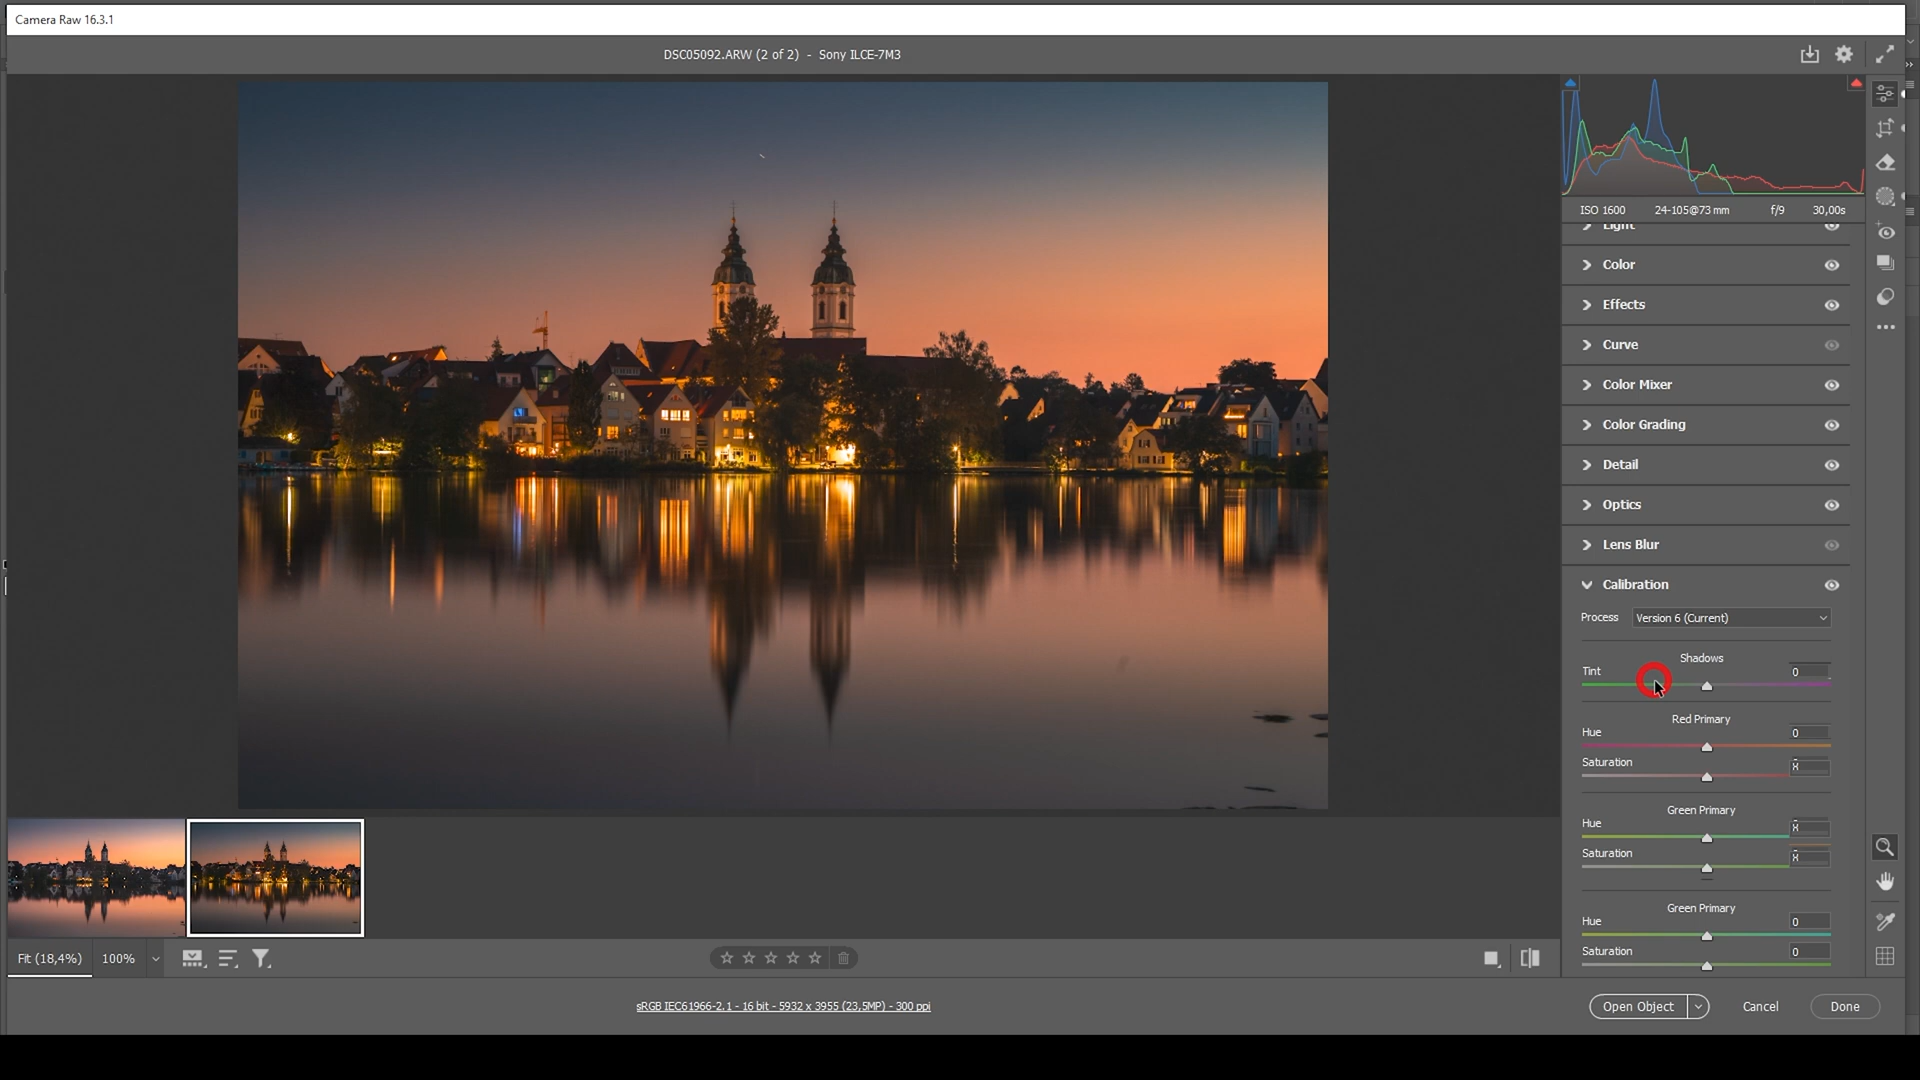 Camera Raw 16.3.1
DSC05092.ARW (2 of 2) - Sony ILCE-7M3
ISO 1600 24-105@73 mm f/9 30,00s
Light
Color
Effects
Curve
Color Mixer
Color Grading
Detail
Optics
Lens Blur
Calibration
Process Version 6 (Current)
Shadows
Tint 0
Red Primary
Hue 0
Saturation
Green Primary
Hue
Saturation
Green Primary
Hue 0
Saturation 0
Fit (18,4%) 100%
sRGB IEC61966-2.1 - 16 bit - 5932 x 3955 (23,5MP) - 300 ppi
Open Object Cancel Done